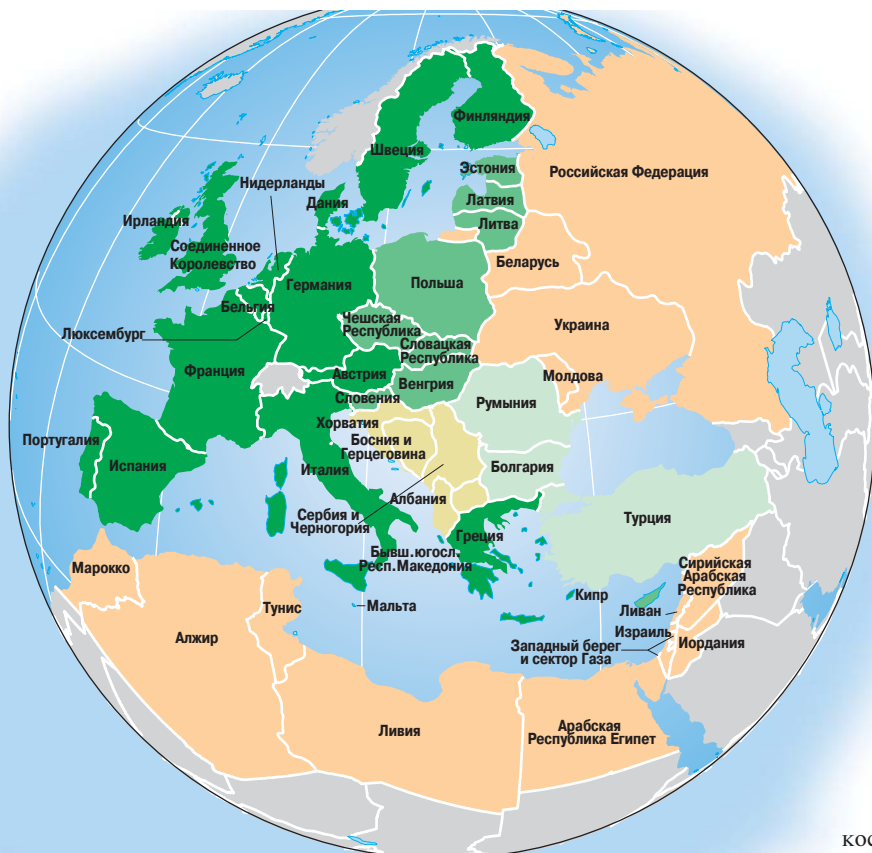 Финляндия
Швеция
Эстония
Российская Федерация
Нидерланды
Дания
Латвия
Ирландия
Литва
Соединенное
Королевство
Беларусь
Германия
Польша
Бельгия
Чешская
Республика
Украина
Люксембург
Словацкая
Республика
Франция
Австрия
Молдова
Венгрия
Словения
Румыния
Хорватия
Португалия
Босния и
Герцеговина
Испания
Италия
Болгария
Албания
Сербия и
Черногория
Турция
Греция
Бывш.югосл.
Респ.Македония
Марокко
Сирийская
Арабская
Республика
Кипр
Мальта
Тунис
Ливан
Алжир
Израиль
Западный берег
и сектор Газа
Иордания
Ливия
Арабская
Республика Египет
кос